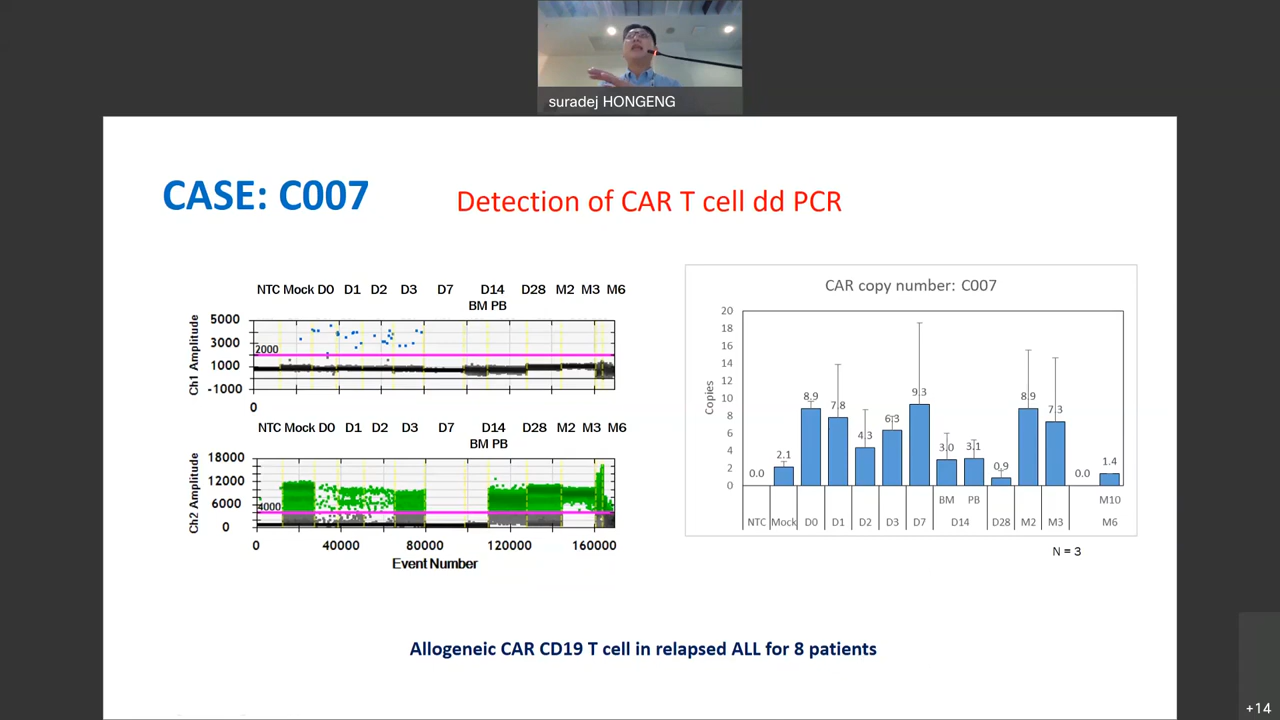 suradej HONGENG
CASE: C007
Detection of CAR T cell dd PCR
NTC Mock D0 D1 D2 D3 D7 D14 D28 M2 M3 M6
BM PB
Ch1 Amplitude
5000
3000
1000
-1000
2000
0
NTC Mock D0 D1 D2 D3 D7 D14 D28 M2 M3 M6
BM PB
Ch2 Amplitude
18000
12000
6000
0
4000
0 40000 80000 120000 160000
Event Number
CAR copy number: C007
Copies
20
18
16
14
12
10
8
6
4
2
0
0.0 2.1 8.9 7.8 4.3 6.3 9.3 3.0 3.1 0.9 8.9 7.3 0.0 1.4
BM PB M10
NTC Mock D0 D1 D2 D3 D7 D14 D28 M2 M3 M6
N = 3
Allogeneic CAR CD19 T cell in relapsed ALL for 8 patients
+14